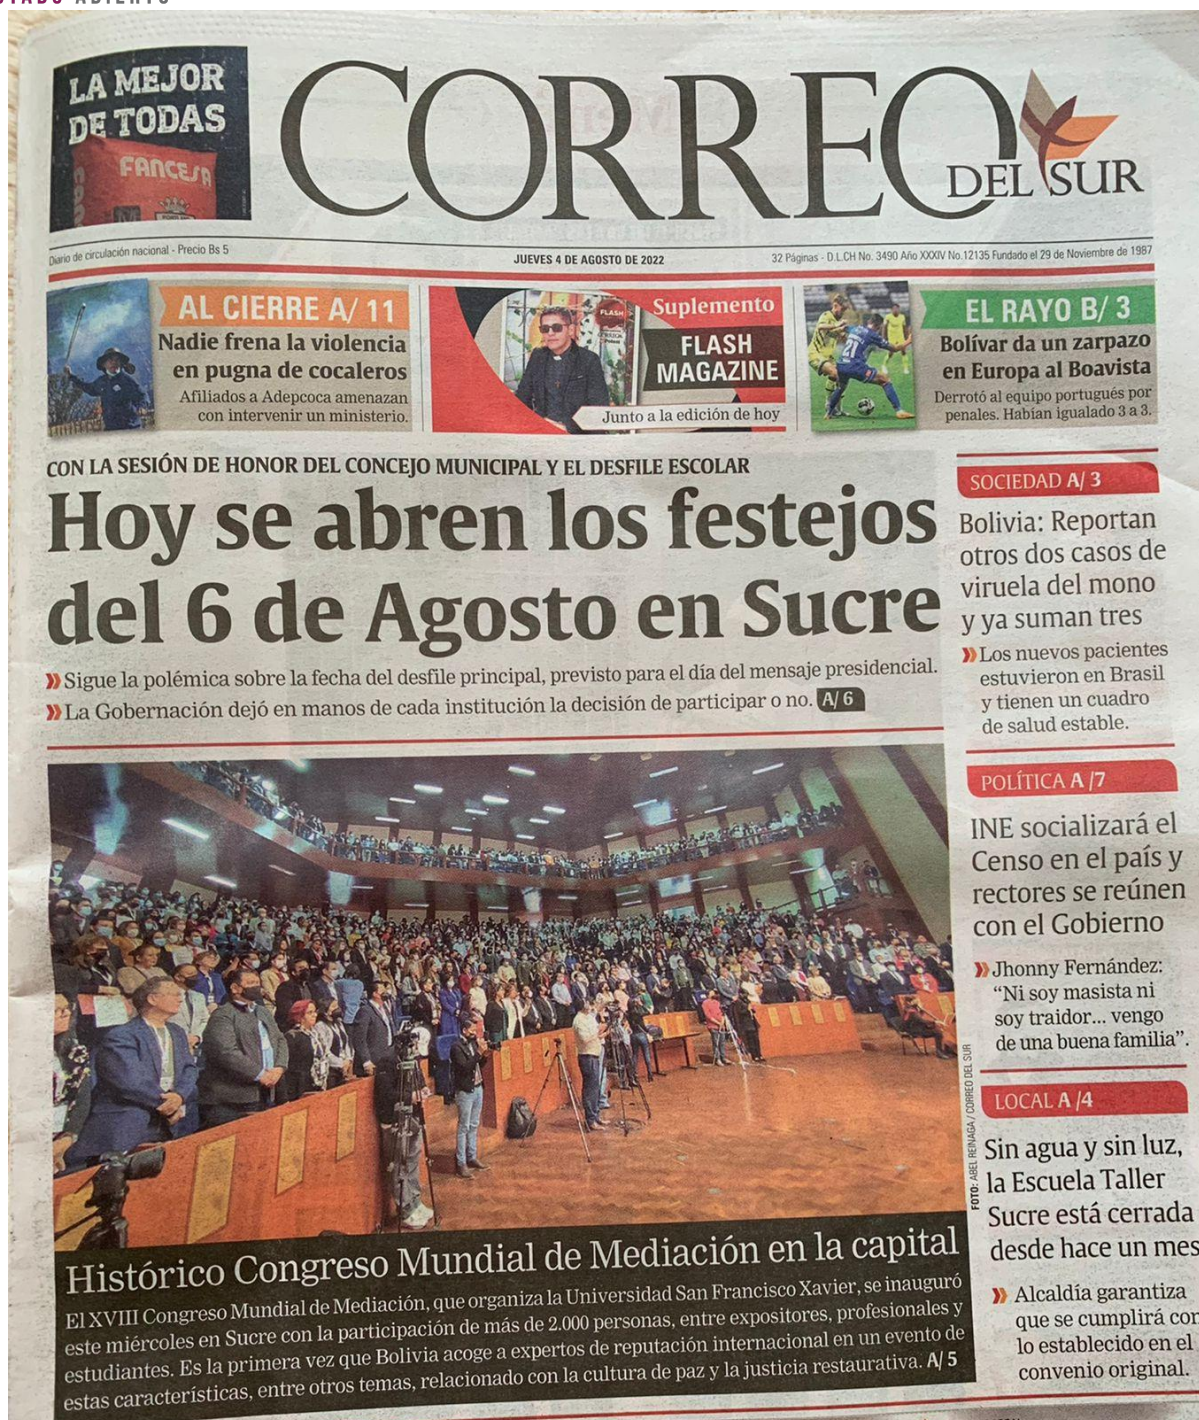 ABIERTO
LA MEJOR
DE TODAS
FANCESA
CORREO
DEL SUR
Diario de circulación nacional - Precio Bs 5
JUEVES 4 DE AGOSTO DE 2022
32 Páginas - D.L.CH No. 3490 Año XXXIV No.12135 Fundado el 29 de Noviembre de 1987
AL CIERRE A/ 11
Nadie frena la violencia
en pugna de cocaleros
Afiliados a Adepcoca amenazan
con intervenir un ministerio.
FLASH
Suplemento
FLASH
MAGAZINE
Junto a la edición de hoy
21
EL RAYO B/ 3
Bolívar da un zarpazo
en Europa al Boavista
Derrotó al equipo portugués por
penales. Habían igualado 3 a 3.
CON LA SESIÓN DE HONOR DEL CONCEJO MUNICIPAL Y EL DESFILE ESCOLAR
Hoy se abren los festejos
del 6 de Agosto en Sucre
Sigue la polémica sobre la fecha del desfile principal, previsto para el día del mensaje presidencial.
La Gobernación dejó en manos de cada institución la decisión de participar o no. A/ 6
SOCIEDAD A/ 3
Bolivia: Reportan
otros dos casos de
viruela del mono
y ya suman tres
Los nuevos pacientes
estuvieron en Brasil
y tienen un cuadro
de salud estable.
POLÍTICA A /7
INE socializará el
Censo en el país y
rectores se reúnen
con el Gobierno
Jhonny Fernández:
“Ni soy masista ni
soy traidor... vengo
de una buena familia”.
LOCAL A /4
Sin agua y sin luz,
la Escuela Taller
Sucre está cerrada
desde hace un mes
Alcaldía garantiza
que se cumplirá con
lo establecido en el
convenio original.
FOTO: ABEL REINAGA / CORREO DEL SUR
Histórico Congreso Mundial de Mediación en la capital
El XVIII Congreso Mundial de Mediación, que organiza la Universidad San Francisco Xavier, se inauguró
este miércoles en Sucre con la participación de más de 2.000 personas, entre expositores, profesionales y
estudiantes. Es la primera vez que Bolivia acoge a expertos de reputación internacional en un evento de
estas características, entre otros temas, relacionado con la cultura de paz y la justicia restaurativa. A/ 5